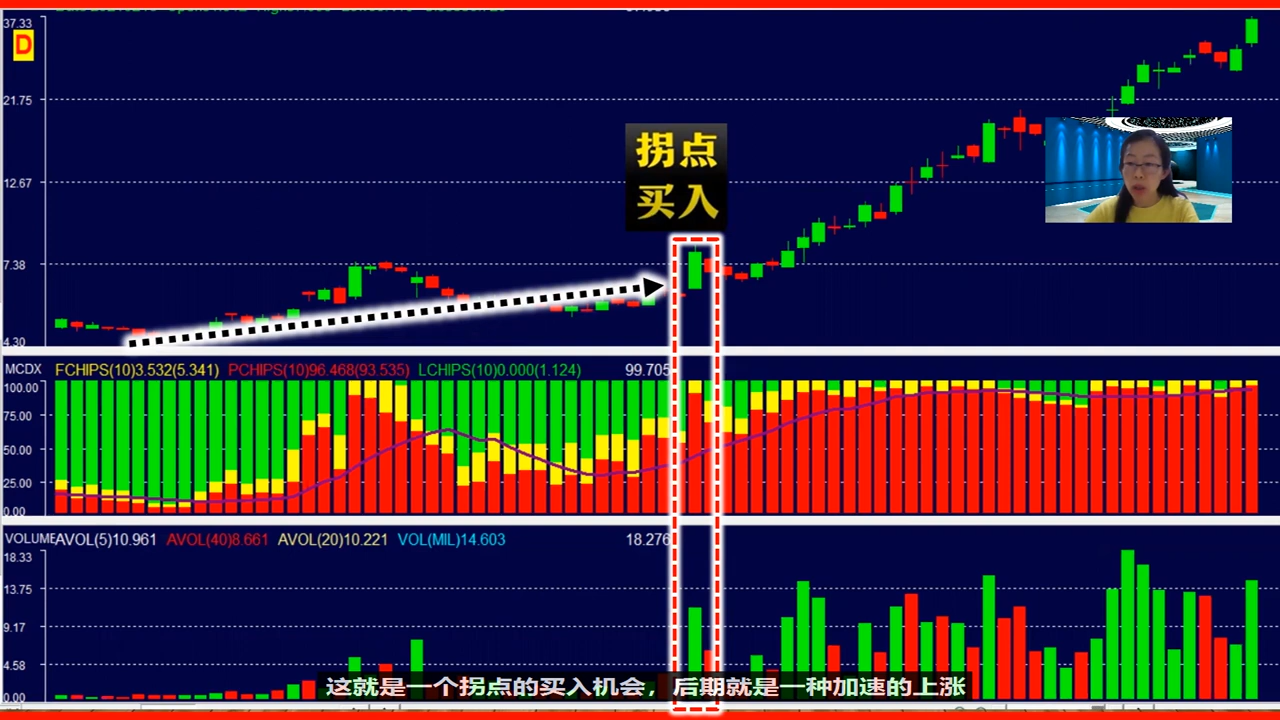 37.33
D
21.75
拐点
买入
12.67
7.38
4.30
MCDX FCHIPS(10)3.532(5.341) PCHIPS(10)96.468(93.535) LCHIPS(10)0.000(1.124) 99.705
100.00
75.00
50.00
25.00
0.00
VOLUME AVOL(5)10.961 AVOL(40)8.661 AVOL(20)10.221 VOL(MIL)14.603 18.276
18.33
13.75
9.17
4.58
0.00
这就是一个拐点的买入机会，后期就是一种加速的上涨